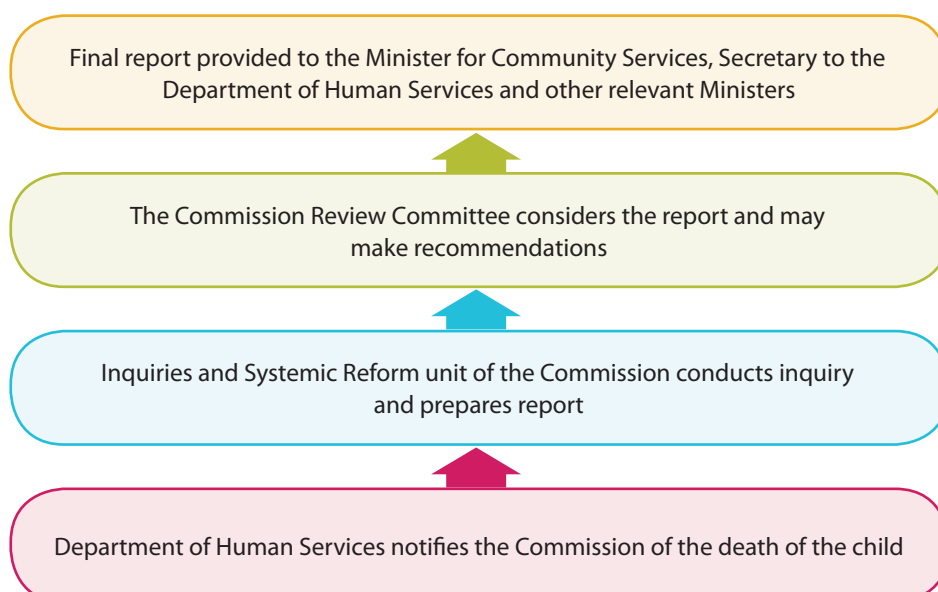 Final report provided to the Minister for Community Services, Secretary to the
Department of Human Services and other relevant Ministers
The Commission Review Committee considers the report and may
make recommendations
Inquiries and Systemic Reform unit of the Commission conducts inquiry
and prepares report
Department of Human Services notifies the Commission of the death of the child